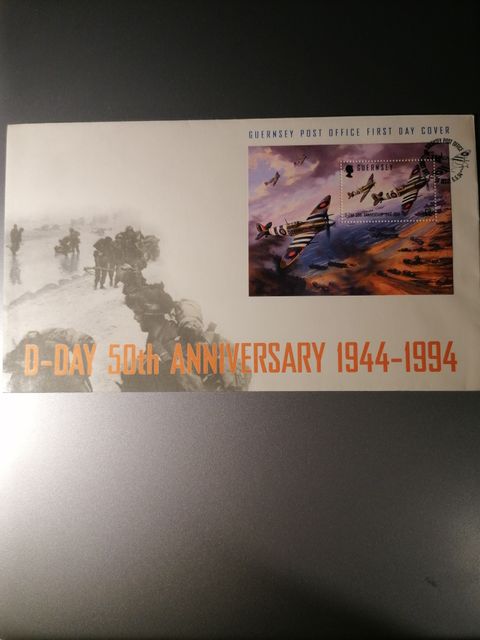 GUERNSEY POST OFFICE FIRST DAY COVER
GUERNSEY
D-DAY 50th ANNIVERSARY 1944-1994